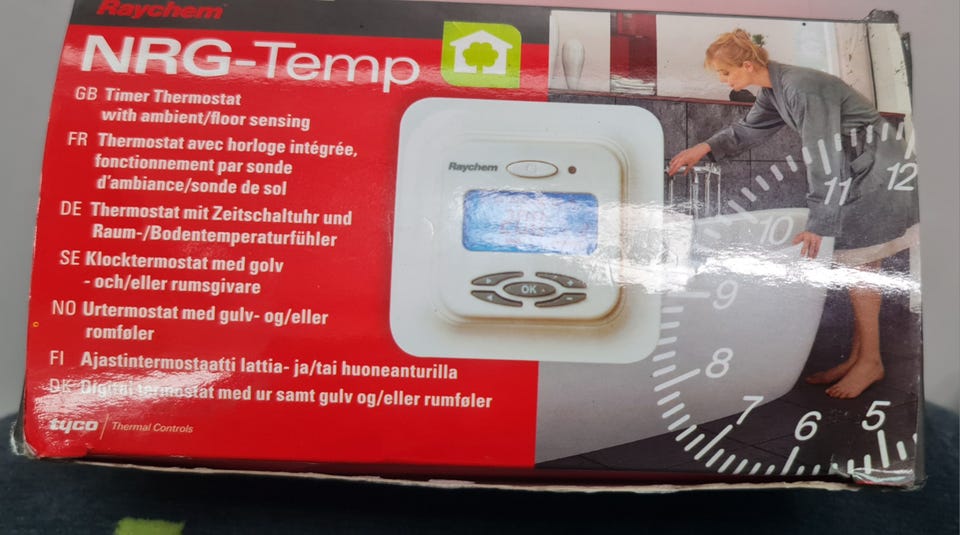 Raychem
NRG-Temp
GB Timer Thermostat
with ambient/floor sensing
FR Thermostat avec horloge intégrée,
fonctionnement par sonde
d'ambiance/sonde de sol
DE Thermostat mit Zeitschaltuhr und
Raum-/Bodentemperaturfühler
SE Klocktermostat med golv
- och/eller rumsgivare
NO Urtermostat med gulv- og/eller
romføler
FI Ajastintermostaatti lattia- ja/tai huoneanturilla
DK Digital termostat med ur samt gulv og/eller rumføler
tyco Thermal Controls
Raychem
OK
12
11
10
9
8
7
6
5